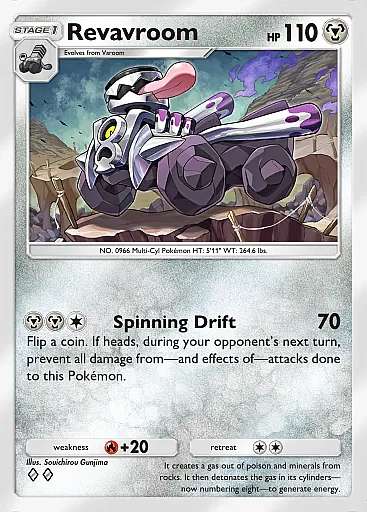 STAGE 1
Revavroom
HP 110
Evolves from Varoom
NO. 0966 Multi-Cyl Pokémon HT: 5'11" WT: 264.6 lbs.
Spinning Drift 70
Flip a coin. If heads, during your opponent's next turn,
prevent all damage from—and effects of—attacks done
to this Pokémon.
weakness +20 retreat
Illus. Souichirou Gunjima
It creates a gas out of poison and minerals from
rocks. It then detonates the gas in its cylinders—
now numbering eight—to generate energy.